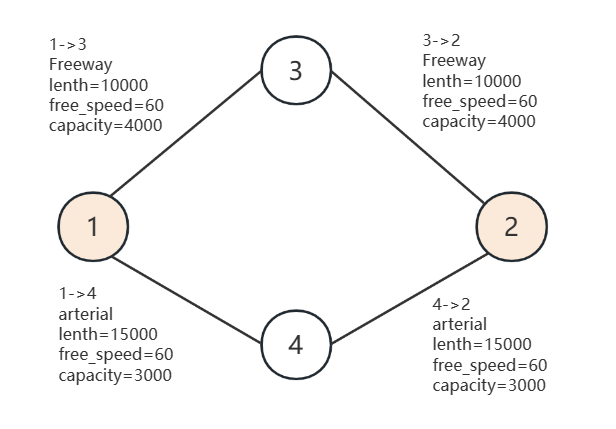 1->3
Freeway
lenth=10000
free_speed=60
capacity=4000
3->2
Freeway
lenth=10000
free_speed=60
capacity=4000
3
1
2
4
1->4
arterial
lenth=15000
free_speed=60
capacity=3000
4->2
arterial
lenth=15000
free_speed=60
capacity=3000